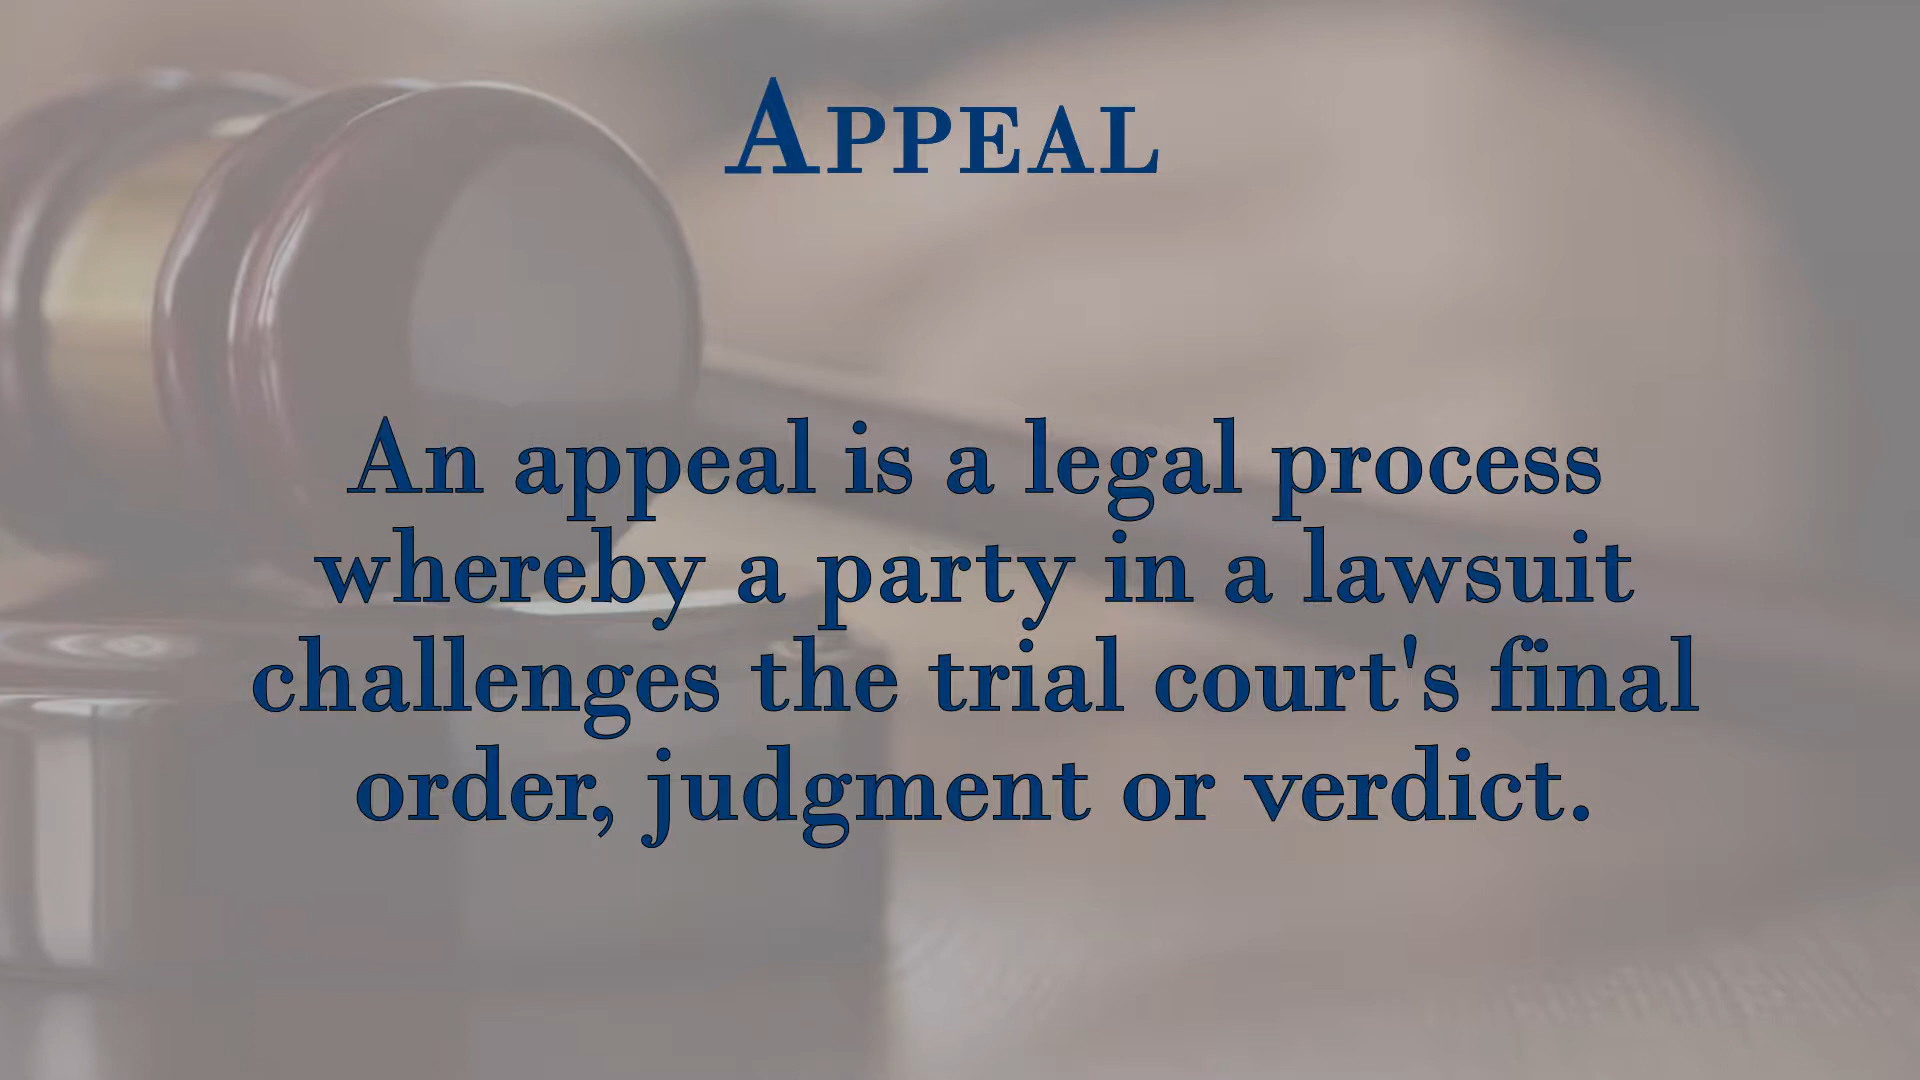 Appeal
An appeal is a legal process
whereby a party in a lawsuit
challenges the trial court's final
order, judgment or verdict.